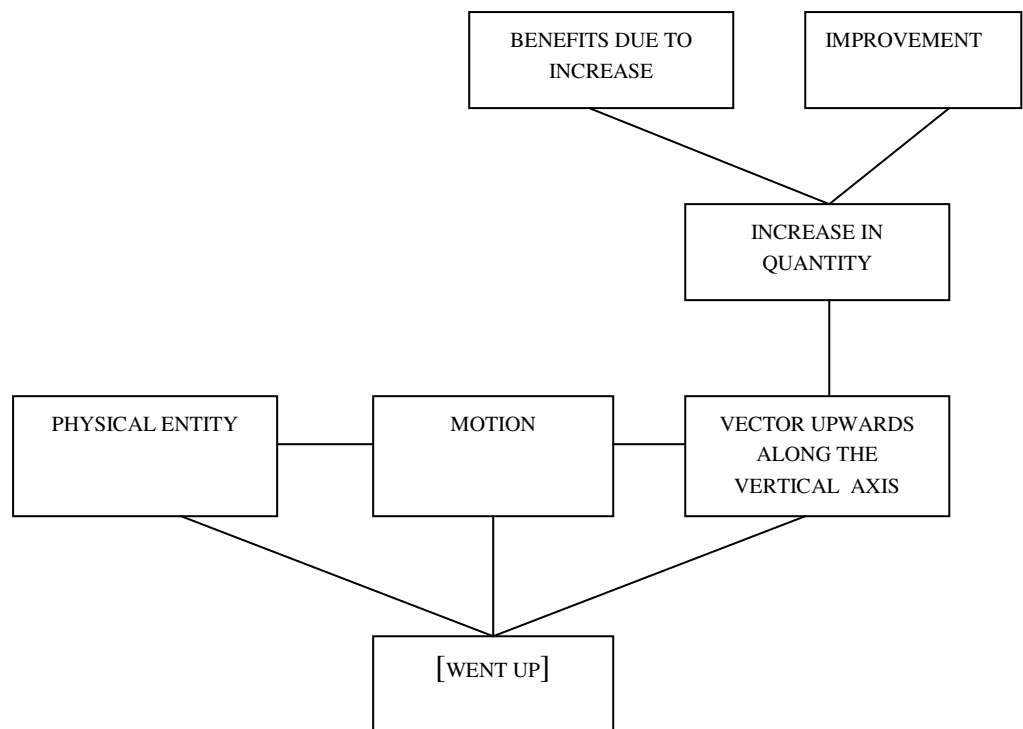 BENEFITS DUE TO
INCREASE
IMPROVEMENT
INCREASE IN
QUANTITY
PHYSICAL ENTITY
MOTION
VECTOR UPWARDS
ALONG THE
VERTICAL AXIS
[WENT UP]